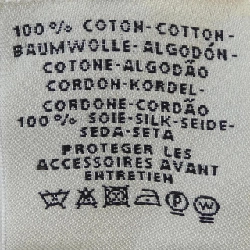 100% COTON-COTTON-
BAUMWOLLE-ALGODÓN-
COTONE-ALGODÃO
CORDON-KORDEL-
CORDONE-CORDÃO
100% SOIE-SILK-SEIDE-
SEDA-SETA
PROTEGER LES
ACCESSOIRES AVANT
ENTRETIEN
P W